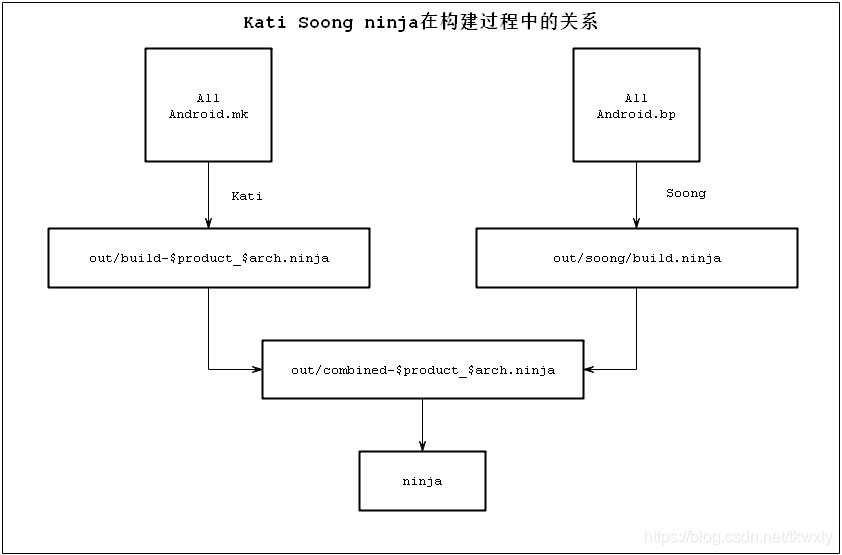 Kati Soong ninja在构建过程中的关系
All
Android.mk
All
Android.bp
Kati
Soong
out/build-$product_$arch.ninja
out/soong/build.ninja
out/combined-$product_$arch.ninja
ninja
https://blog.csdn.net/tkwxty